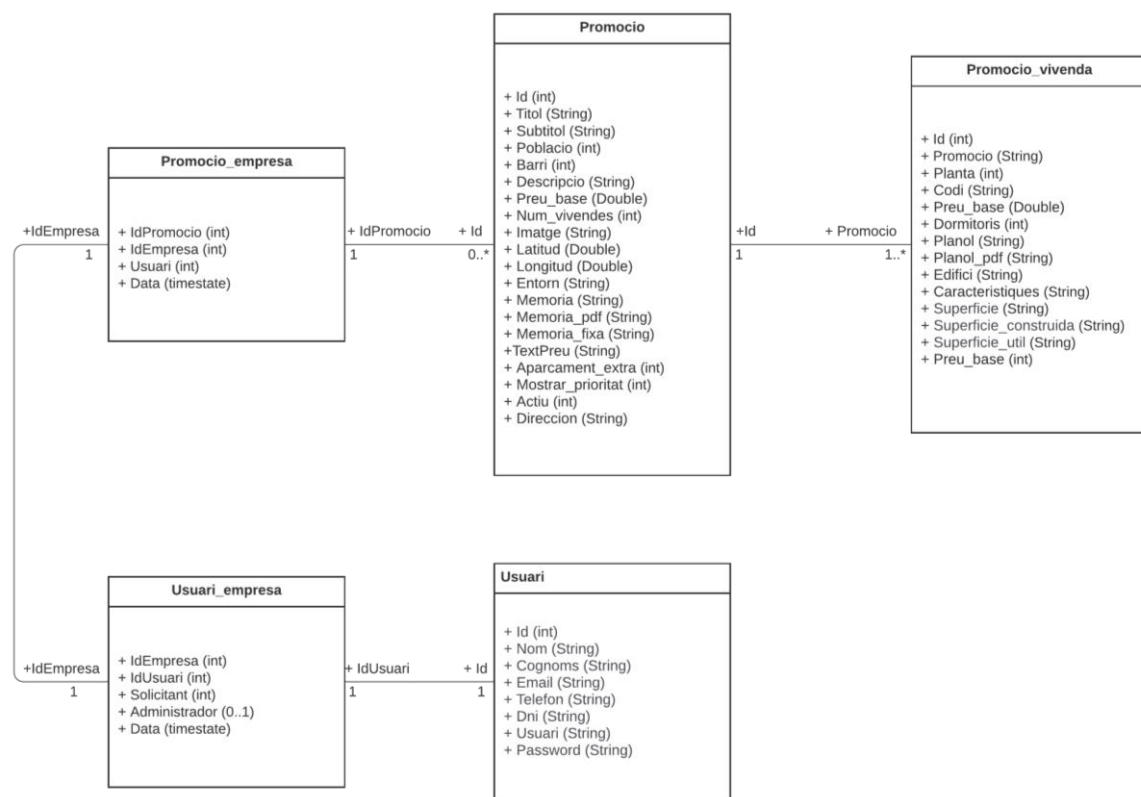 Promocio
+ Id (int)
+ Titol (String)
+ Subtitol (String)
+ Poblacio (int)
+ Barri (int)
+ Descripcio (String)
+ Preu_base (Double)
+ Num_vivendes (int)
+ Imatge (String)
+ Latitud (Double)
+ Longitud (Double)
+ Entorn (String)
+ Memoria (String)
+ Memoria_pdf (String)
+ Memoria_fixa (String)
+TextPreu (String)
+ Aparcament_extra (int)
+ Mostrar_prioritat (int)
+ Actiu (int)
+ Direccion (String)
Promocio_vivenda
+ Id (int)
+ Promocio (String)
+ Planta (int)
+ Codi (String)
+ Preu_base (Double)
+ Dormitoris (int)
+ Planol (String)
+ Planol_pdf (String)
+ Edifici (String)
+ Caracteristiques (String)
+ Superficie (String)
+ Superficie_construida (String)
+ Superficie_util (String)
+ Preu_base (int)
Promocio_empresa
+ IdPromocio (int)
+ IdEmpresa (int)
+ Usuari (int)
+ Data (timestate)
+IdEmpresa
1
+ IdPromocio + Id
1 0..*
+Id + Promocio
1 1..*
Usuari_empresa
+ IdEmpresa (int)
+ IdUsuari (int)
+ Solicitant (int)
+ Administrador (0..1)
+ Data (timestate)
+IdEmpresa
1
+ IdUsuari + Id
1 1
Usuari
+ Id (int)
+ Nom (String)
+ Cognoms (String)
+ Email (String)
+ Telefon (String)
+ Dni (String)
+ Usuari (String)
+ Password (String)